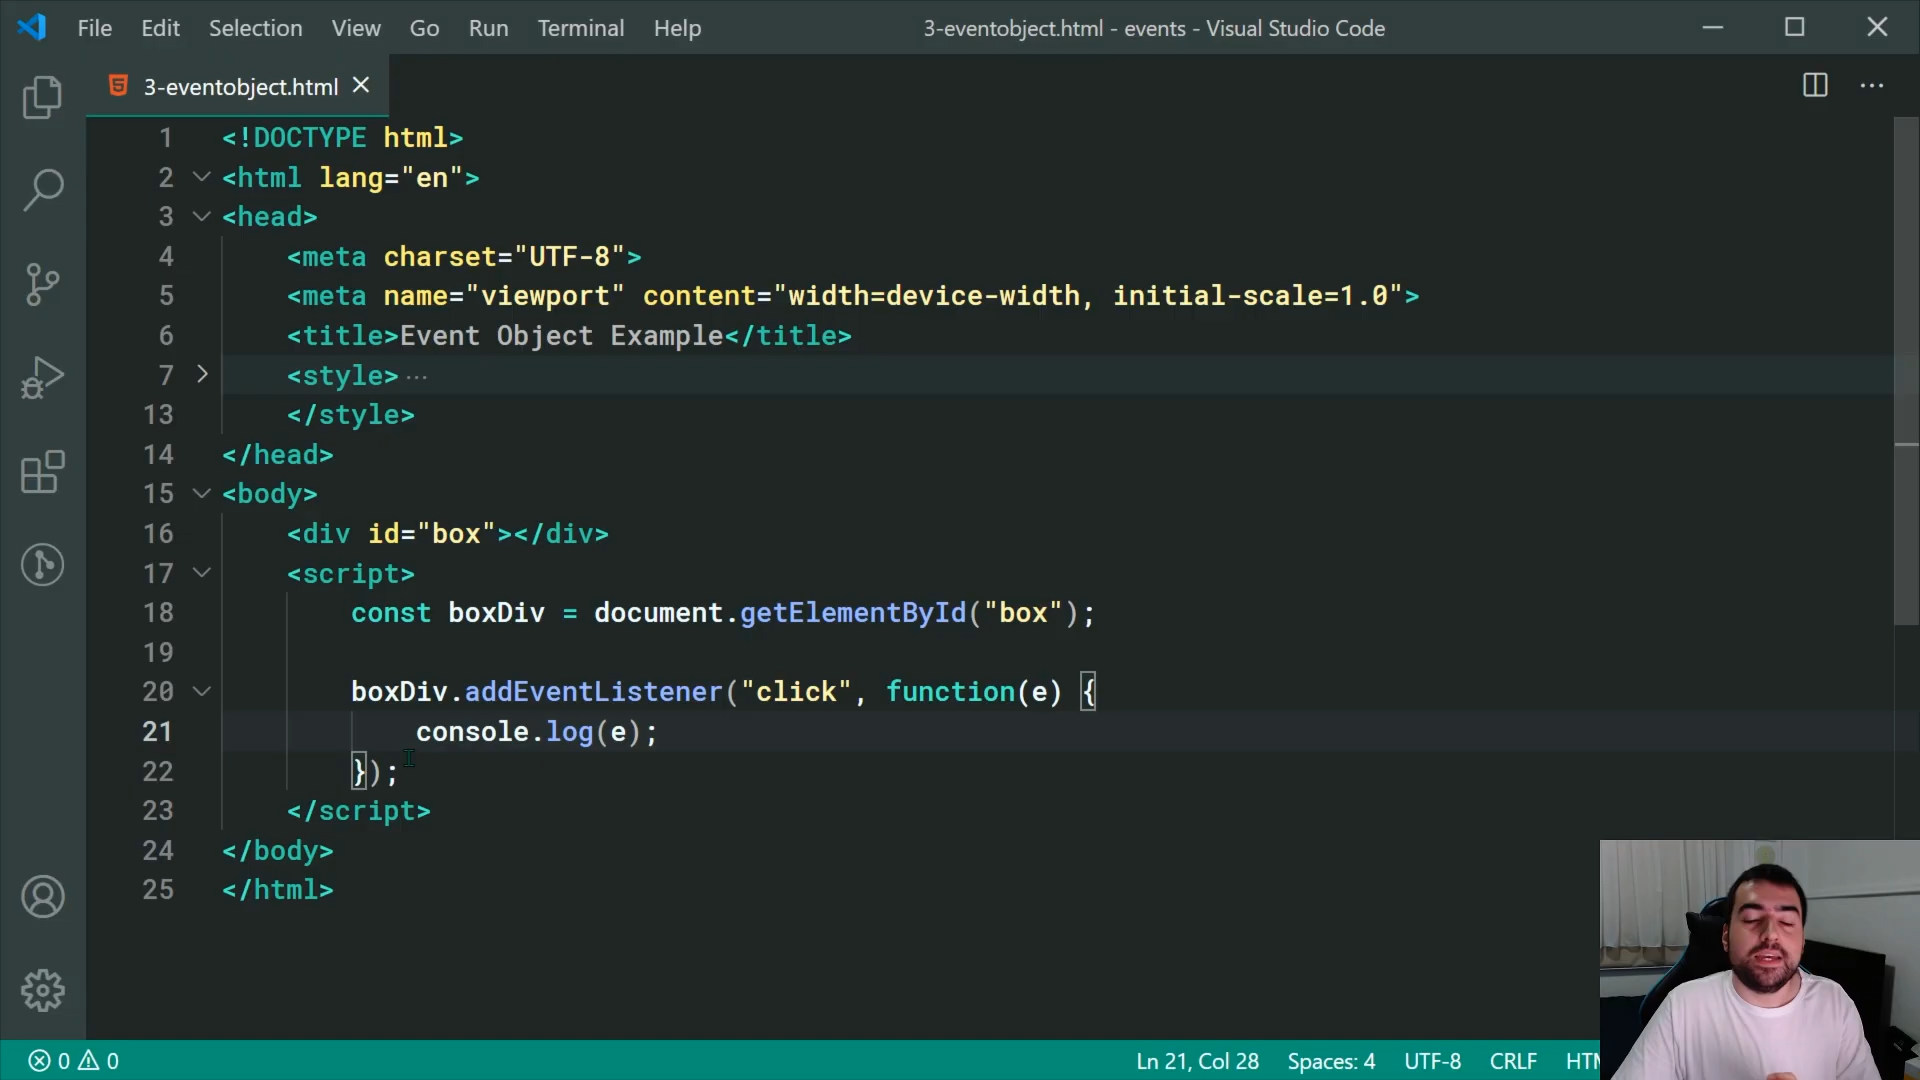 File Edit Selection View Go Run Terminal Help 3-eventobject.html - events - Visual Studio Code
3-eventobject.html
1 <!DOCTYPE html>
2 <html lang="en">
3 <head>
4 <meta charset="UTF-8">
5 <meta name="viewport" content="width=device-width, initial-scale=1.0">
6 <title>Event Object Example</title>
7 <style>···
13 </style>
14 </head>
15 <body>
16 <div id="box"></div>
17 <script>
18 const boxDiv = document.getElementById("box");
19
20 boxDiv.addEventListener("click", function(e) {
21 console.log(e);
22 });
23 </script>
24 </body>
25 </html>
0 0 Ln 21, Col 28 Spaces: 4 UTF-8 CRLF